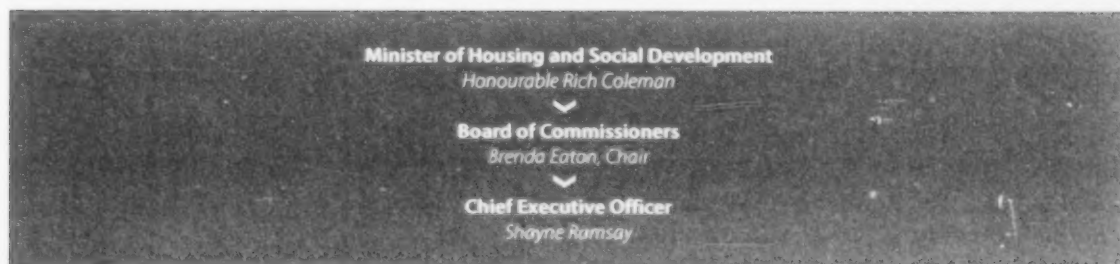 Minister of Housing and Social Development
Honourable Rich Coleman
Board of Commissioners
Brenda Eaton, Chair
Chief Executive Officer
Shayne Ramsay